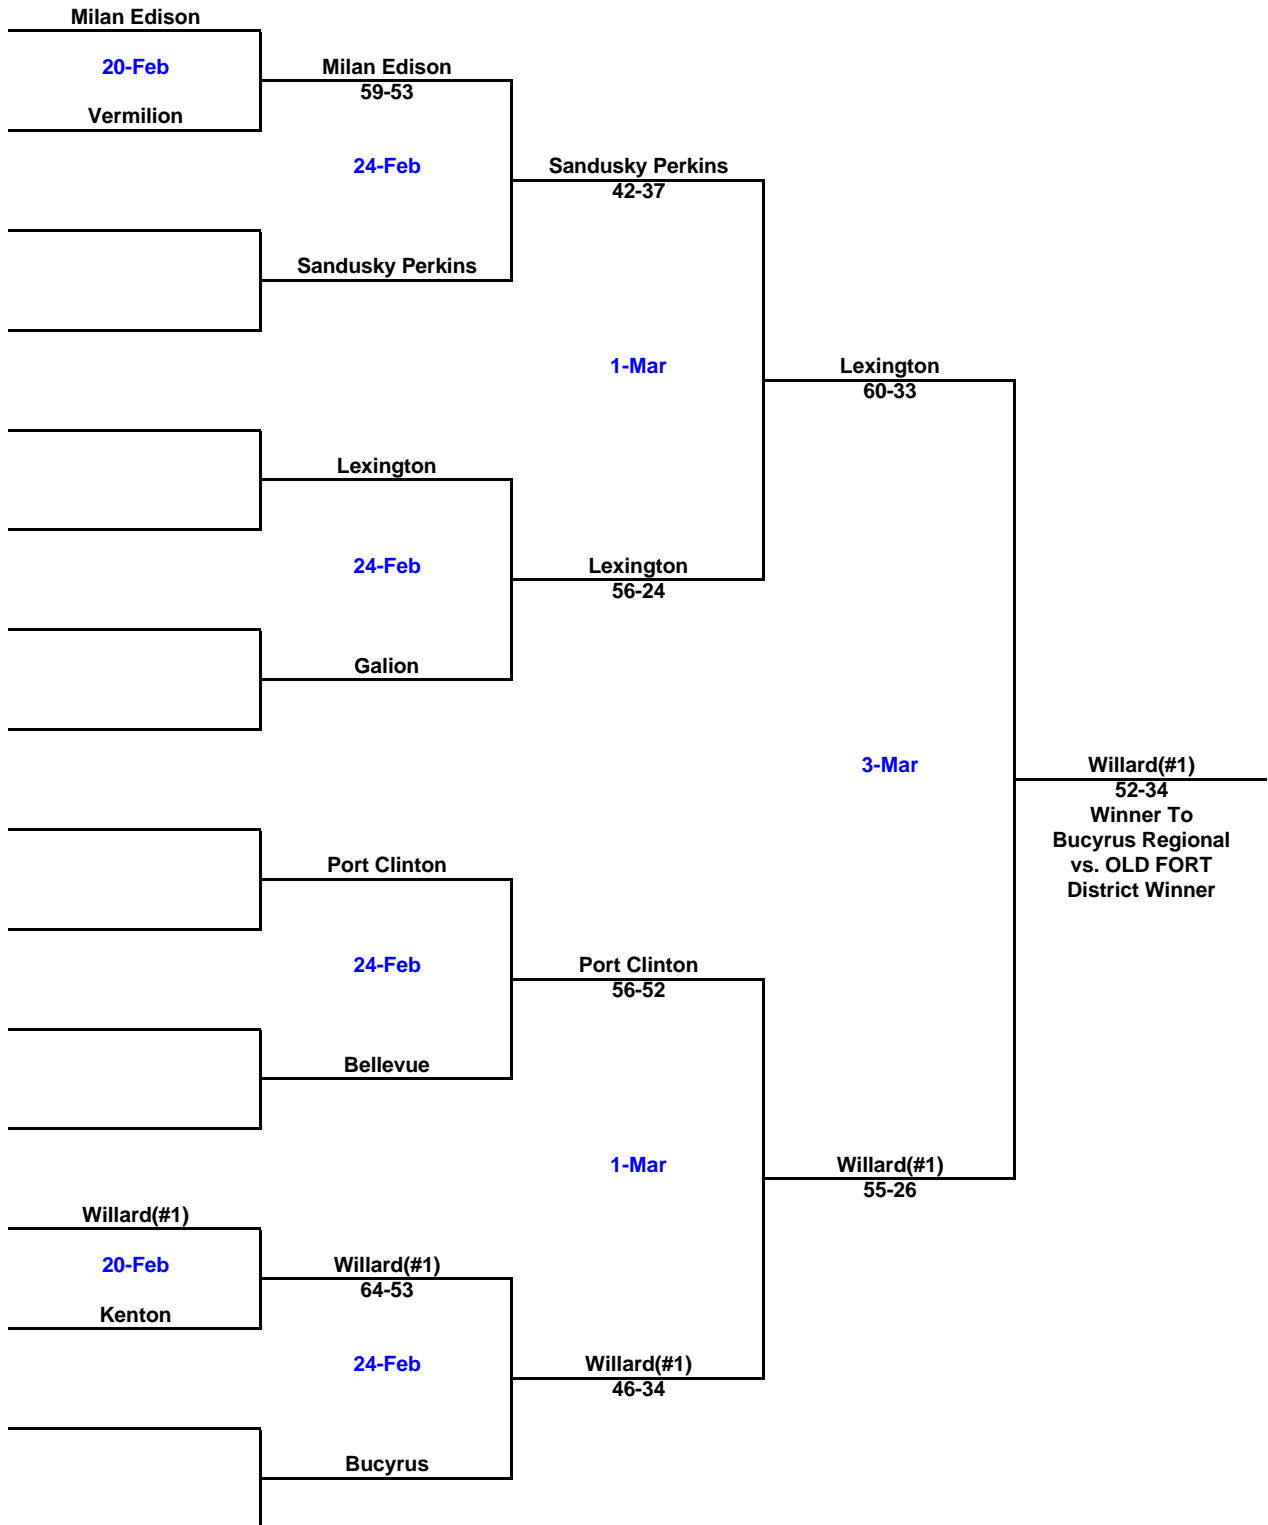 Milan Edison
20-Feb
Milan Edison
59-53
Vermilion
24-Feb
Sandusky Perkins
42-37
Sandusky Perkins
1-Mar
Lexington
60-33
Lexington
24-Feb
Lexington
56-24
Galion
3-Mar
Willard(#1)
52-34
Winner To
Bucyrus Regional
vs. OLD FORT
District Winner
Port Clinton
24-Feb
Port Clinton
56-52
Bellevue
1-Mar
Willard(#1)
55-26
Willard(#1)
20-Feb
Willard(#1)
64-53
Kenton
24-Feb
Willard(#1)
46-34
Bucyrus